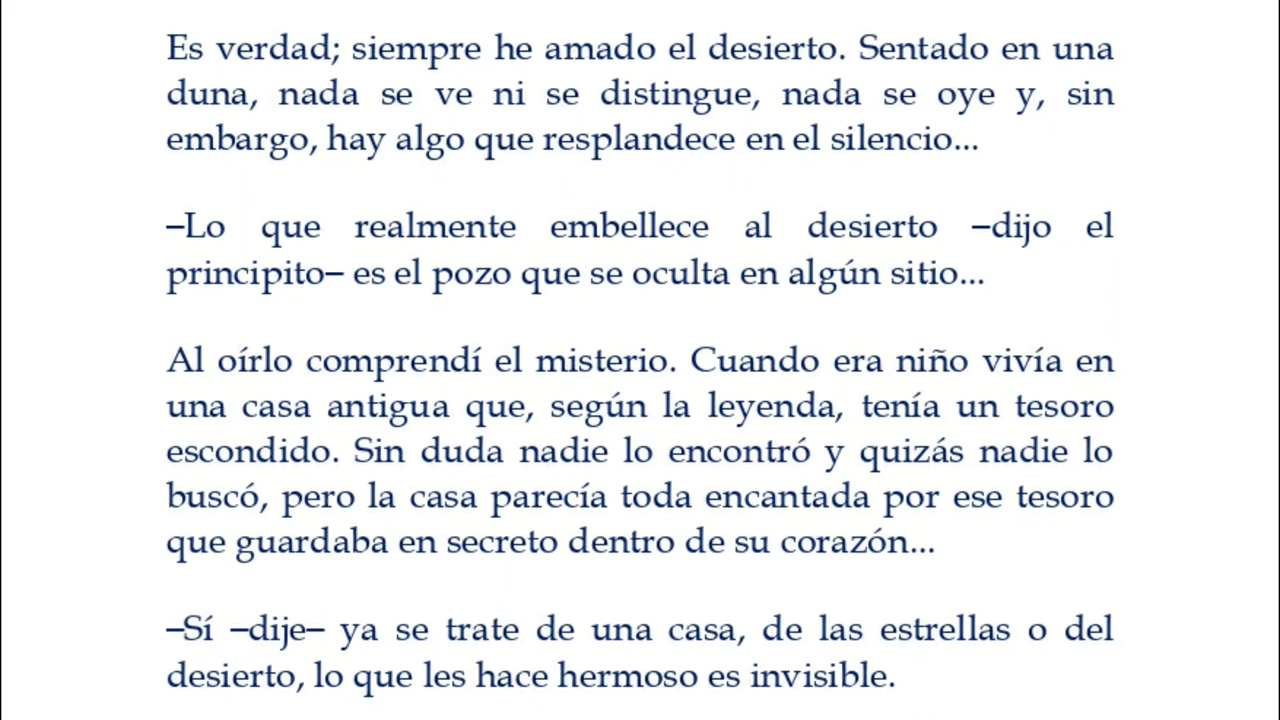 Es verdad; siempre he amado el desierto. Sentado en una
duna, nada se ve ni se distingue, nada se oye y, sin
embargo, hay algo que resplandece en el silencio...
–Lo que realmente embellece al desierto –dijo el
principito– es el pozo que se oculta en algún sitio...
Al oírlo comprendí el misterio. Cuando era niño vivía en
una casa antigua que, según la leyenda, tenía un tesoro
escondido. Sin duda nadie lo encontró y quizás nadie lo
buscó, pero la casa parecía toda encantada por ese tesoro
que guardaba en secreto dentro de su corazón...
–Sí –dije– ya se trate de una casa, de las estrellas o del
desierto, lo que les hace hermoso es invisible.